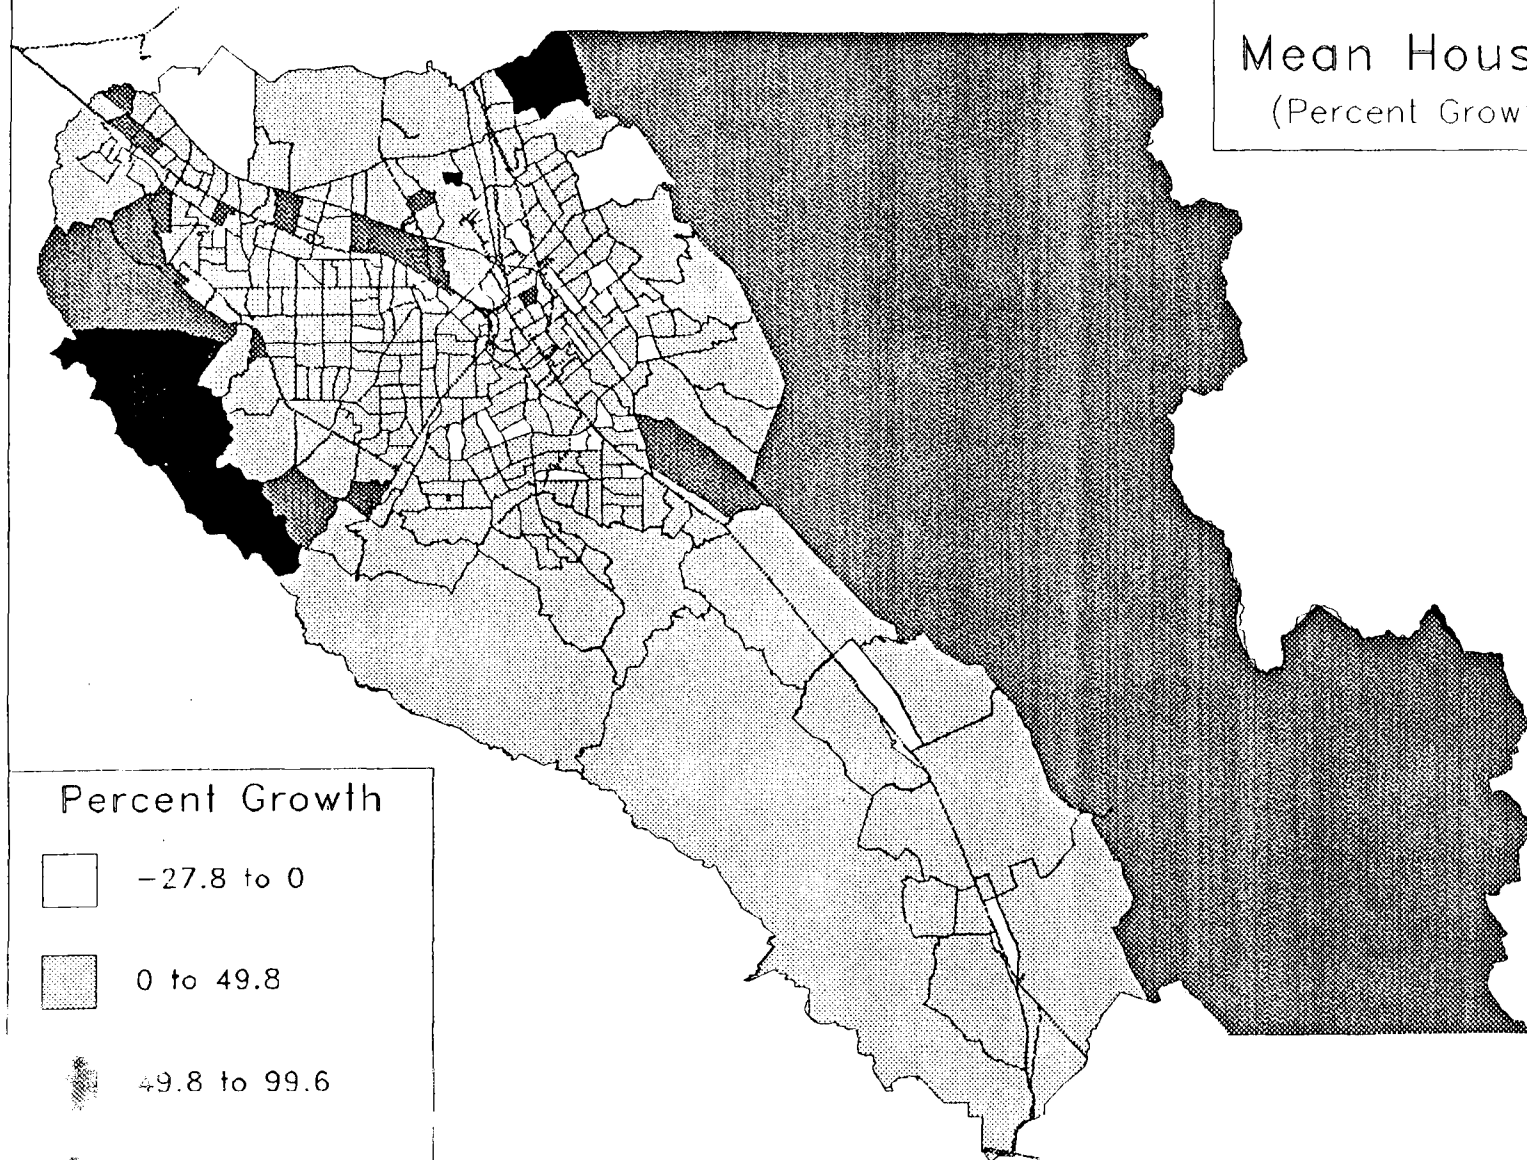 Mean Hous
(Percent Grow
Percent Growth
-27.8 to 0
0 to 49.8
49.8 to 99.6